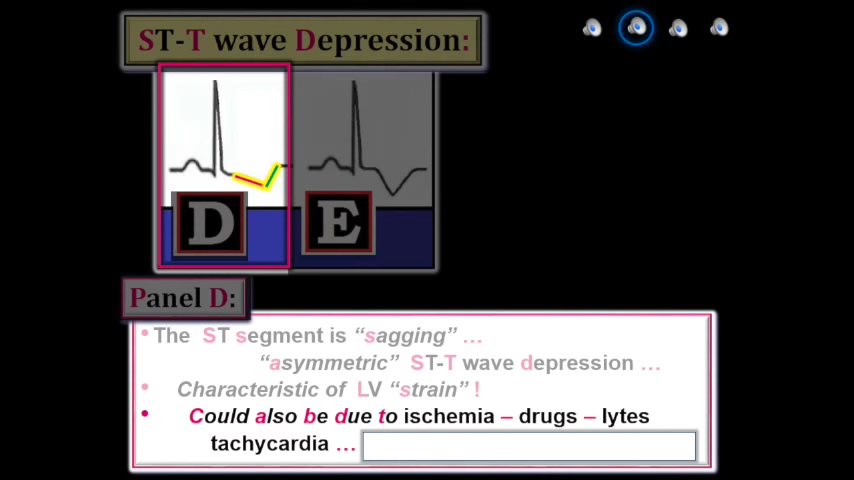 ST-T wave Depression:
D
E
Panel D:
• The ST segment is “sagging” …
“asymmetric” ST-T wave depression …
• Characteristic of LV “strain” !
• Could also be due to ischemia – drugs – lytes
tachycardia …